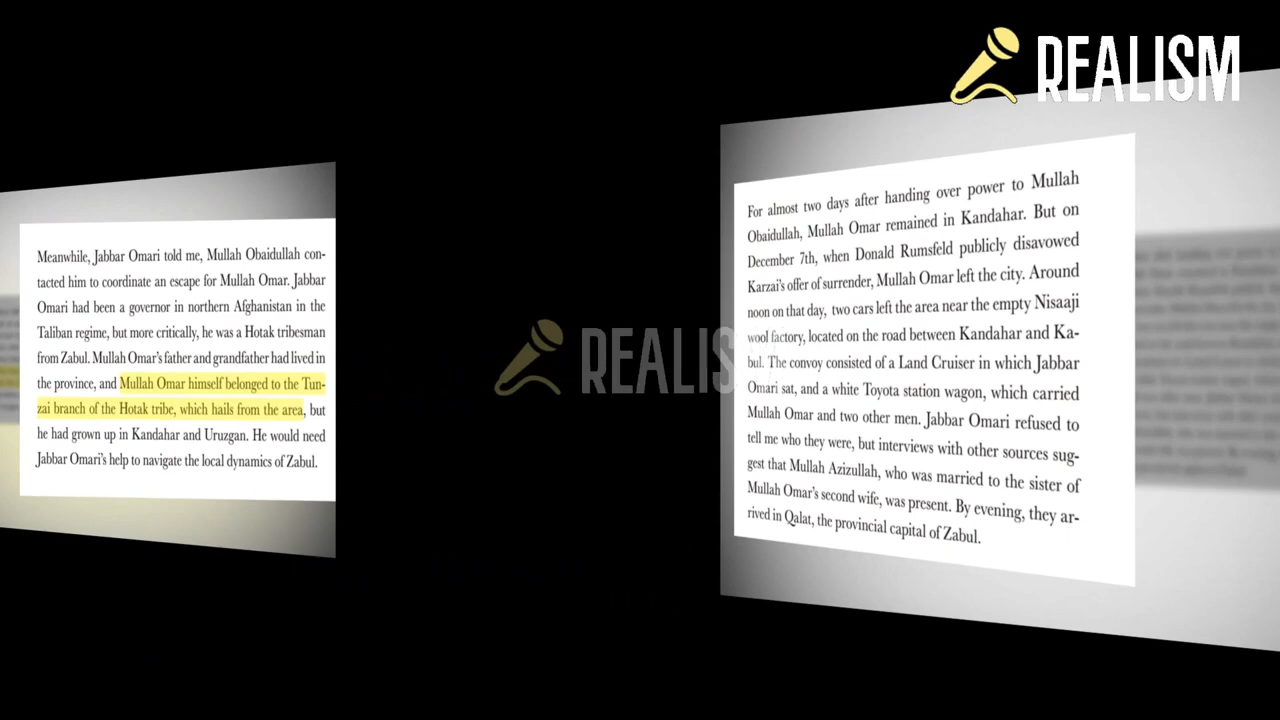 REALISM
Meanwhile, Jabbar Omari told me, Mullah Obaidullah con-
tacted him to coordinate an escape for Mullah Omar. Jabbar
Omari had been a governor in northern Afghanistan in the
Taliban regime, but more critically, he was a Hotak tribesman
from Zabul. Mullah Omar's father and grandfather had lived in
the province, and Mullah Omar himself belonged to the Tun-
zai branch of the Hotak tribe, which hails from the area, but
he had grown up in Kandahar and Uruzgan. He would need
Jabbar Omari's help to navigate the local dynamics of Zabul.
REALIS
For almost two days after handing over power to Mullah
Obaidullah, Mullah Omar remained in Kandahar. But on
December 7th, when Donald Rumsfeld publicly disavowed
Karzai's offer of surrender, Mullah Omar left the city. Around
noon on that day, two cars left the area near the empty Nisaaji
wool factory, located on the road between Kandahar and Ka-
bul. The convoy consisted of a Land Cruiser in which Jabbar
Omari sat, and a white Toyota station wagon, which carried
Mullah Omar and two other men. Jabbar Omari refused to
tell me who they were, but interviews with other sources sug-
gest that Mullah Azizullah, who was married to the sister of
Mullah Omar's second wife, was present. By evening, they ar-
rived in Qalat, the provincial capital of Zabul.